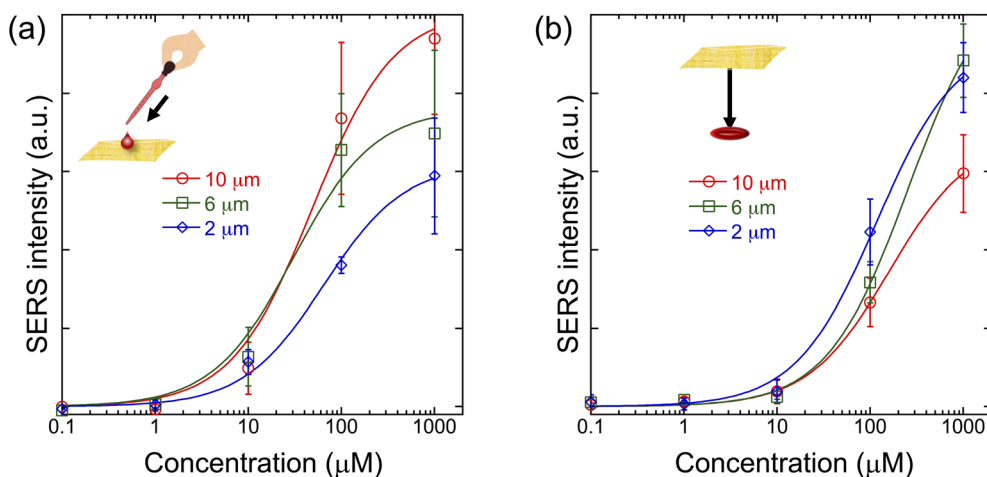 (a)
SERS intensity (a.u.)
10 μm
6 μm
2 μm
0.1 1 10 100 1000
Concentration (μM)
(b)
SERS intensity (a.u.)
10 μm
6 μm
2 μm
0.1 1 10 100 1000
Concentration (μM)